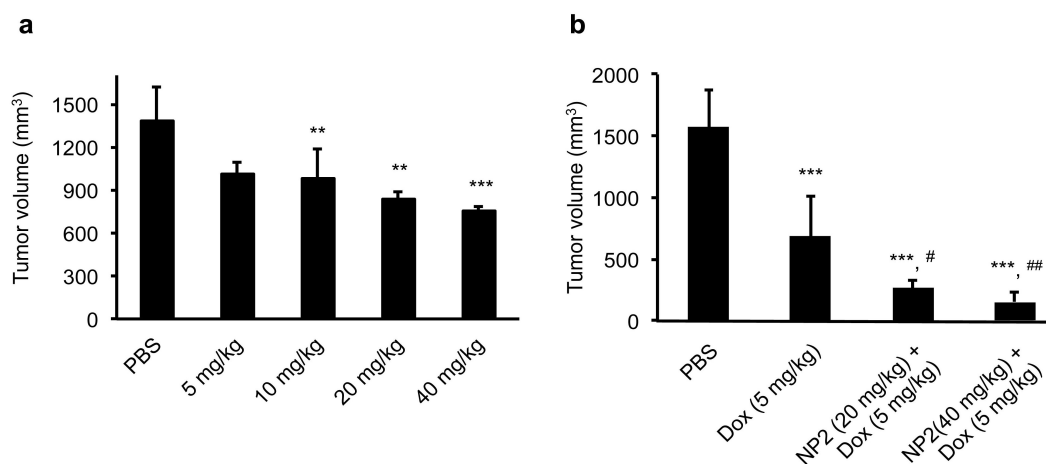 a
Tumor volume (mm³)
1500
1200
900
600
300
0
**
**
***
PBS
5 mg/kg
10 mg/kg
20 mg/kg
40 mg/kg
b
Tumor volume (mm³)
2000
1500
1000
500
0
***
***, #
***, ##
PBS
Dox (5 mg/kg)
NP2 (20 mg/kg) +
Dox (5 mg/kg)
NP2(40 mg/kg) +
Dox (5 mg/kg)